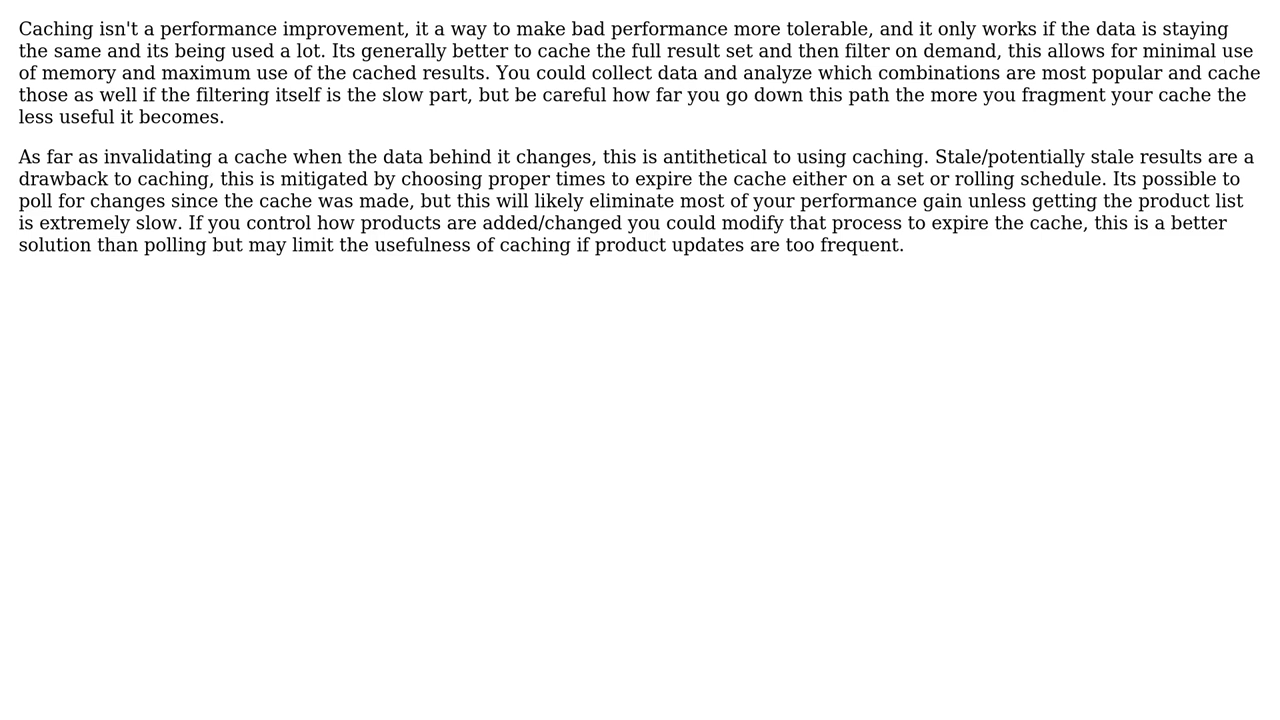 Caching isn't a performance improvement, it a way to make bad performance more tolerable, and it only works if the data is staying
the same and its being used a lot. Its generally better to cache the full result set and then filter on demand, this allows for minimal use
of memory and maximum use of the cached results. You could collect data and analyze which combinations are most popular and cache
those as well if the filtering itself is the slow part, but be careful how far you go down this path the more you fragment your cache the
less useful it becomes.
As far as invalidating a cache when the data behind it changes, this is antithetical to using caching. Stale/potentially stale results are a
drawback to caching, this is mitigated by choosing proper times to expire the cache either on a set or rolling schedule. Its possible to
poll for changes since the cache was made, but this will likely eliminate most of your performance gain unless getting the product list
is extremely slow. If you control how products are added/changed you could modify that process to expire the cache, this is a better
solution than polling but may limit the usefulness of caching if product updates are too frequent.